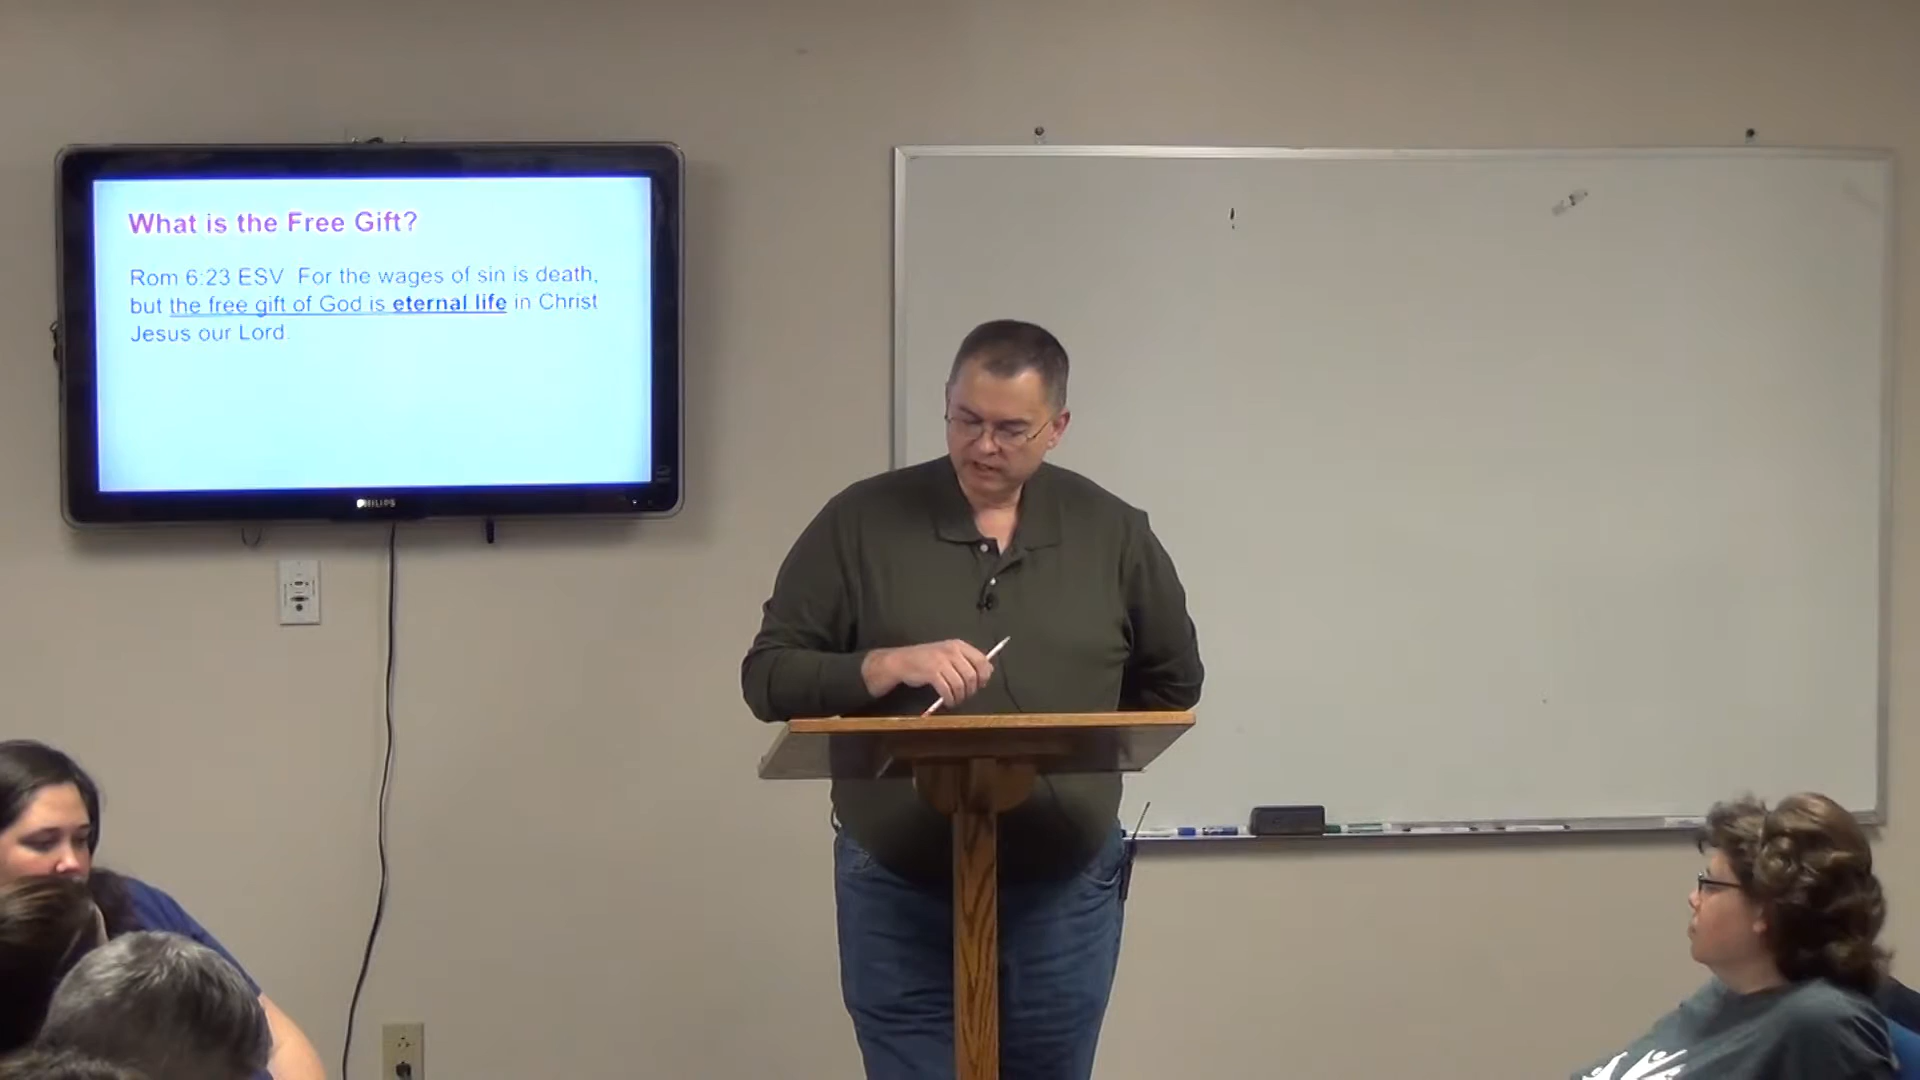 What is the Free Gift?
Rom 6:23 ESV For the wages of sin is death,
but the free gift of God is eternal life in Christ
Jesus our Lord.
PHILIPS